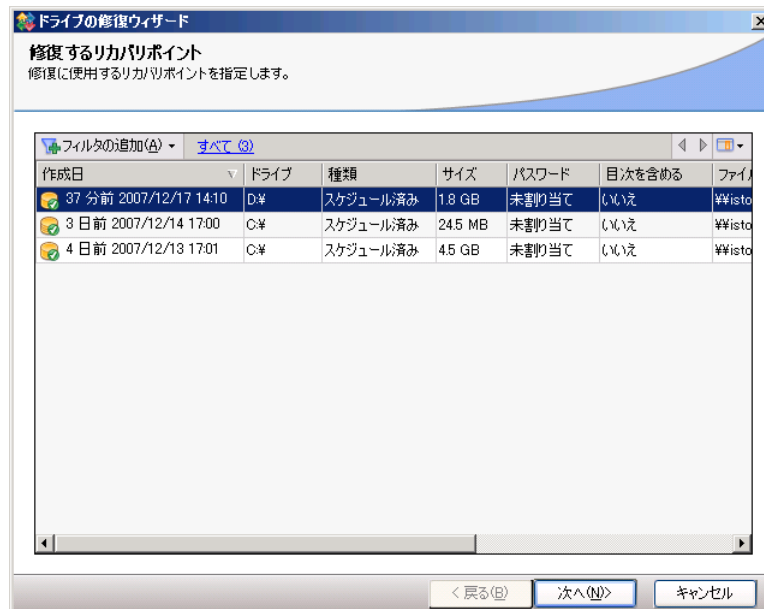 ドライブの修復ウィザード
修復するリカバリポイント
修復に使用するリカバリポイントを指定します。
フィルタの追加(A) すべて (3)
作成日 ドライブ 種類 サイズ パスワード 目次を含める ファイル
37 分前 2007/12/17 14:10 D:¥ スケジュール済み 1.8 GB 未割り当て いいえ ¥¥isto
3 日前 2007/12/14 17:00 C:¥ スケジュール済み 24.5 MB 未割り当て いいえ ¥¥isto
4 日前 2007/12/13 17:01 C:¥ スケジュール済み 4.5 GB 未割り当て いいえ ¥¥isto
< 戻る(B) 次へ(N)> キャンセル